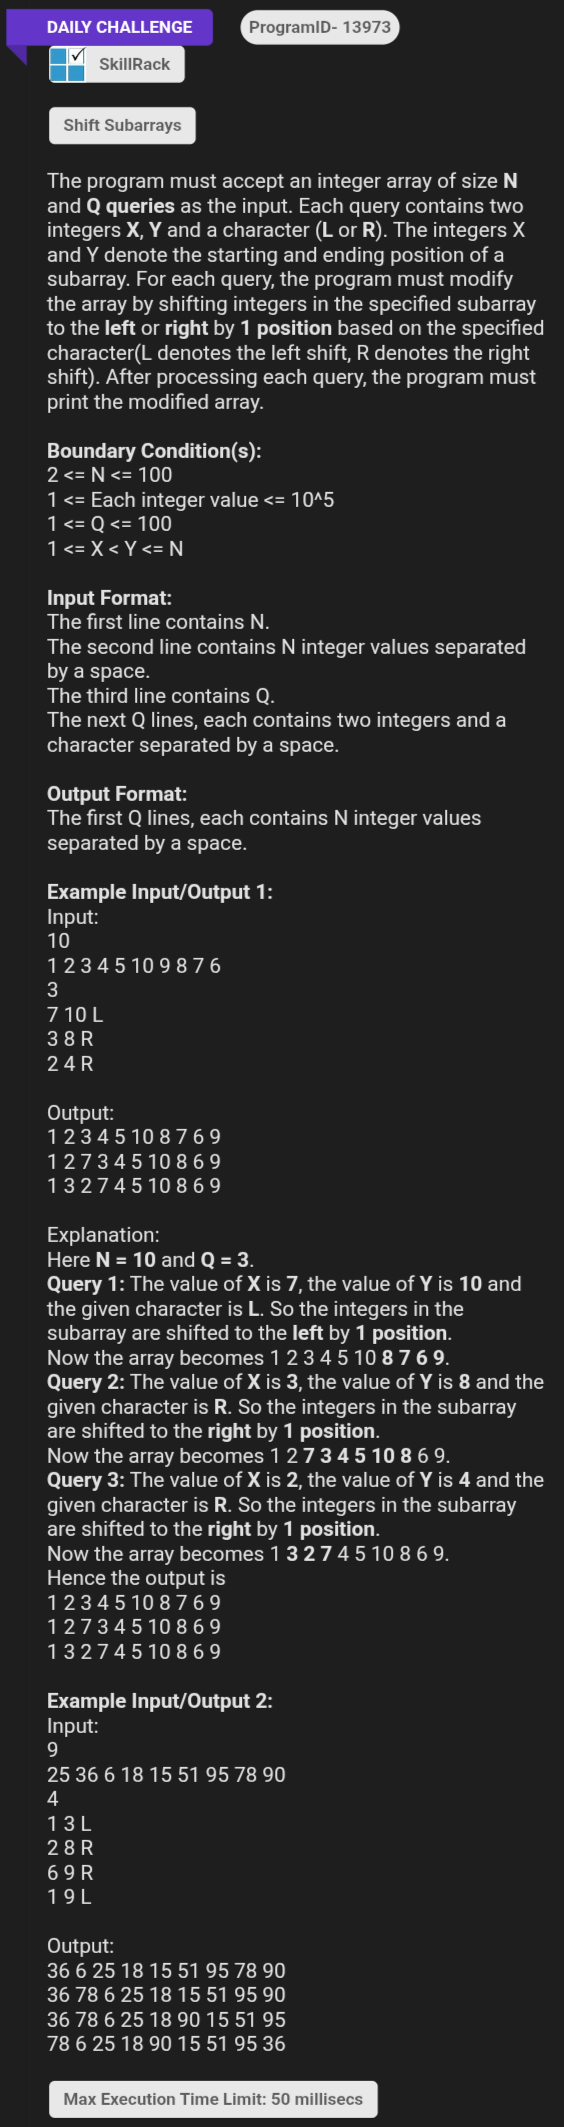 DAILY CHALLENGE
ProgramID- 13973
SkillRack
Shift Subarrays
The program must accept an integer array of size N
and Q queries as the input. Each query contains two
integers X, Y and a character (L or R). The integers X
and Y denote the starting and ending position of a
subarray. For each query, the program must modify
the array by shifting integers in the specified subarray
to the left or right by 1 position based on the specified
character(L denotes the left shift, R denotes the right
shift). After processing each query, the program must
print the modified array.
Boundary Condition(s):
2 <= N <= 100
1 <= Each integer value <= 10^5
1 <= Q <= 100
1 <= X < Y <= N
Input Format:
The first line contains N.
The second line contains N integer values separated
by a space.
The third line contains Q.
The next Q lines, each contains two integers and a
character separated by a space.
Output Format:
The first Q lines, each contains N integer values
separated by a space.
Example Input/Output 1:
Input:
10
1 2 3 4 5 10 9 8 7 6
3
7 10 L
3 8 R
2 4 R
Output:
1 2 3 4 5 10 8 7 6 9
1 2 7 3 4 5 10 8 6 9
1 3 2 7 4 5 10 8 6 9
Explanation:
Here N = 10 and Q = 3.
Query 1: The value of X is 7, the value of Y is 10 and
the given character is L. So the integers in the
subarray are shifted to the left by 1 position.
Now the array becomes 1 2 3 4 5 10 8 7 6 9.
Query 2: The value of X is 3, the value of Y is 8 and the
given character is R. So the integers in the subarray
are shifted to the right by 1 position.
Now the array becomes 1 2 7 3 4 5 10 8 6 9.
Query 3: The value of X is 2, the value of Y is 4 and the
given character is R. So the integers in the subarray
are shifted to the right by 1 position.
Now the array becomes 1 3 2 7 4 5 10 8 6 9.
Hence the output is
1 2 3 4 5 10 8 7 6 9
1 2 7 3 4 5 10 8 6 9
1 3 2 7 4 5 10 8 6 9
Example Input/Output 2:
Input:
9
25 36 6 18 15 51 95 78 90
4
1 3 L
2 8 R
6 9 R
1 9 L
Output:
36 6 25 18 15 51 95 78 90
36 78 6 25 18 15 51 95 90
36 78 6 25 18 90 15 51 95
78 6 25 18 90 15 51 95 36
Max Execution Time Limit: 50 millisecs